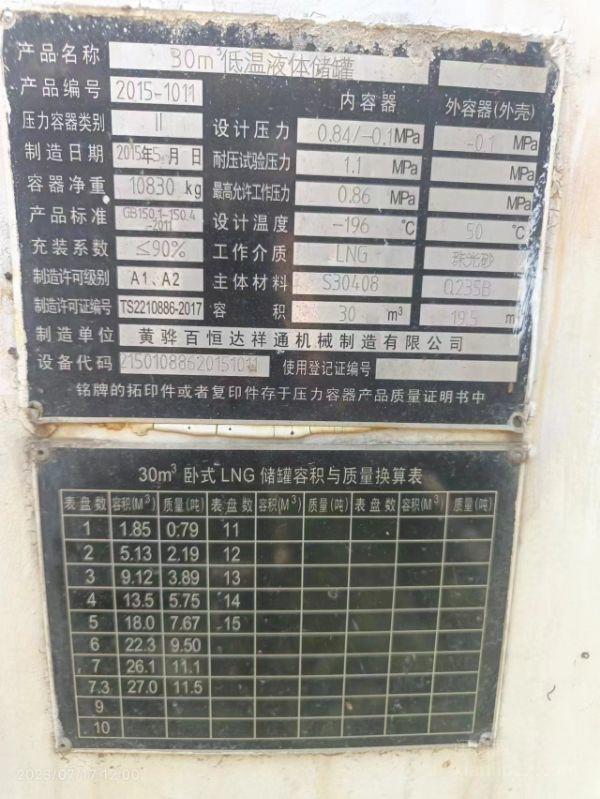 产品名称 30m³低温液体储罐
产品编号 2015-1011 内容器 外容器(外壳)
压力容器类别 II 设计压力 0.84/-0.1 MPa -0.1 MPa
制造日期 2015年5月 日 耐压试验压力 1.1 MPa MPa
容器净重 10830 kg 最高允许工作压力 0.86 MPa MPa
产品标准 GB150.1-150.4-2011 设计温度 -196 ℃ 50 ℃
充装系数 ≤90% 工作介质 LNG 珠光砂
制造许可级别 A1、A2 主体材料 S30408 Q235B
制造许可证编号 TS2210886-2017 容积 30 m³ 19.5 m
制造单位 黄骅百恒达祥通机械制造有限公司
设备代码 21501088620151011 使用登记证编号
铭牌的拓印件或者复印件存于压力容器产品质量证明书中
30m³ 卧式 LNG 储罐容积与质量换算表
表盘数 容积(M³) 质量(吨) 表盘数 容积(M³) 质量(吨) 表盘数 容积(M³) 质量(吨)
1 1.85 0.79 11
2 5.13 2.19 12
3 9.12 3.89 13
4 13.5 5.75 14
5 18.0 7.67 15
6 22.3 9.50
7 26.1 11.1
7.3 27.0 11.5
9
10
2023/07/17 12:00